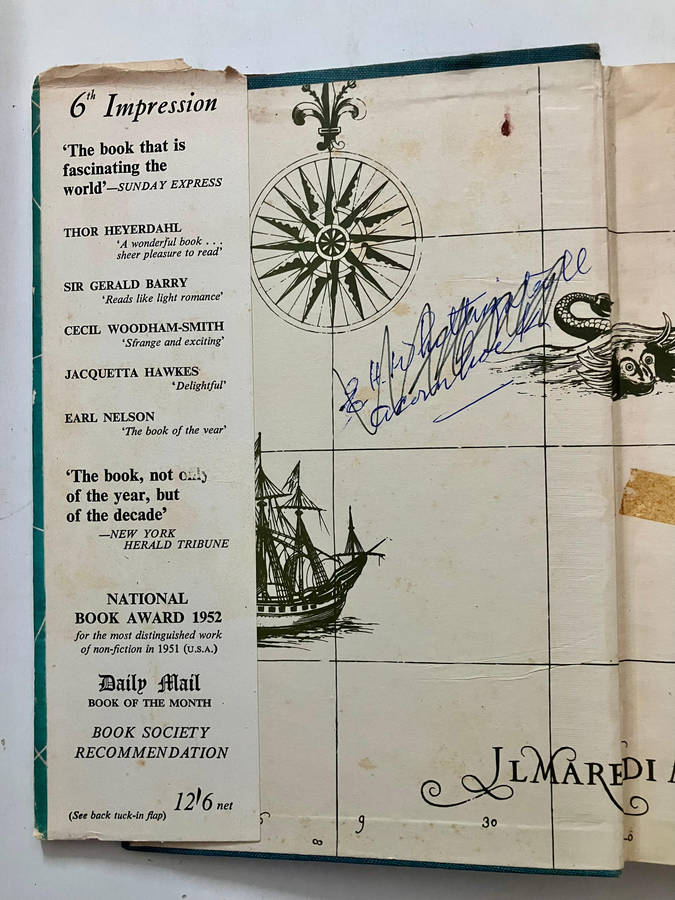 6th Impression
'The book that is
fascinating the
world'—SUNDAY EXPRESS
THOR HEYERDAHL
'A wonderful book . . .
sheer pleasure to read'
SIR GERALD BARRY
'Reads like light romance'
CECIL WOODHAM-SMITH
'Strange and exciting'
JACQUETTA HAWKES
'Delightful'
EARL NELSON
'The book of the year'
'The book, not only
of the year, but
of the decade'
—NEW YORK
HERALD TRIBUNE
NATIONAL
BOOK AWARD 1952
for the most distinguished work
of non-fiction in 1951 (U.S.A.)
Daily Mail
BOOK OF THE MONTH
BOOK SOCIETY
RECOMMENDATION
(See back tuck-in flap) 12'6 net
JLMAREDI
9 30